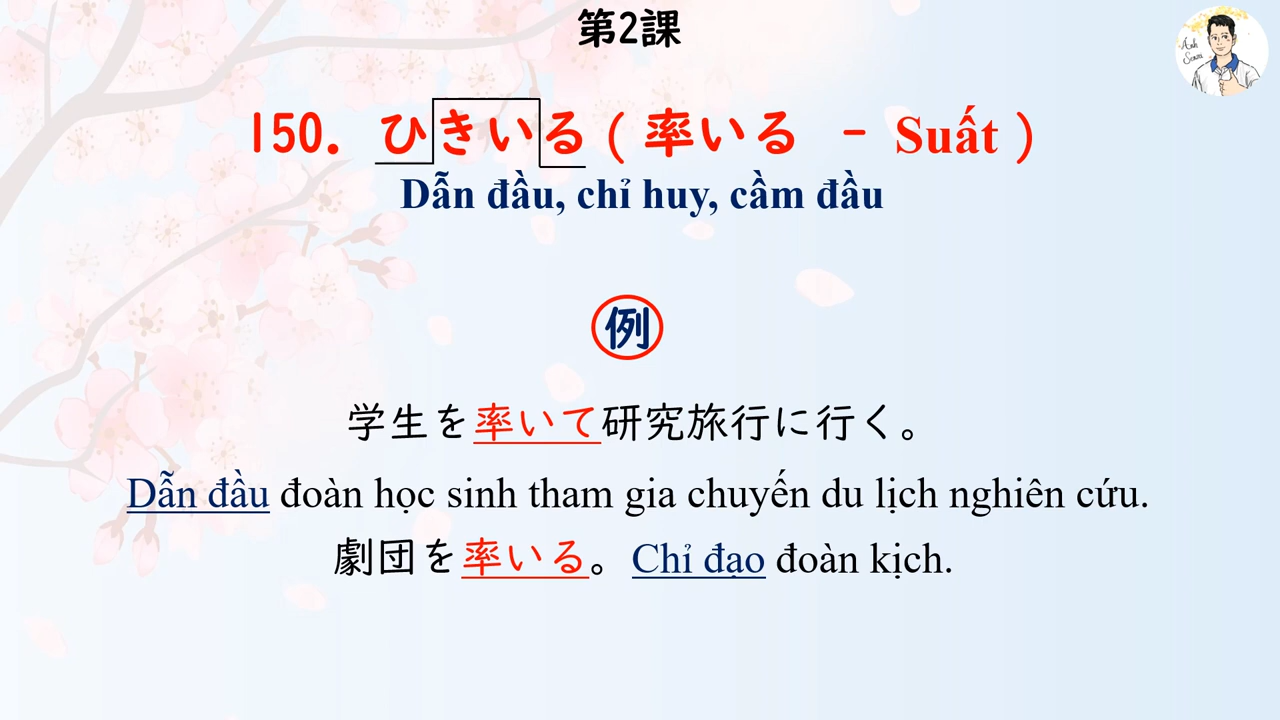 第2課
150. ひきいる ( 率いる - Suất )
Dẫn đầu, chỉ huy, cầm đầu
例
学生を率いて研究旅行に行く。
Dẫn đầu đoàn học sinh tham gia chuyến du lịch nghiên cứu.
劇団を率いる。Chỉ đạo đoàn kịch.
Anh
Sensei